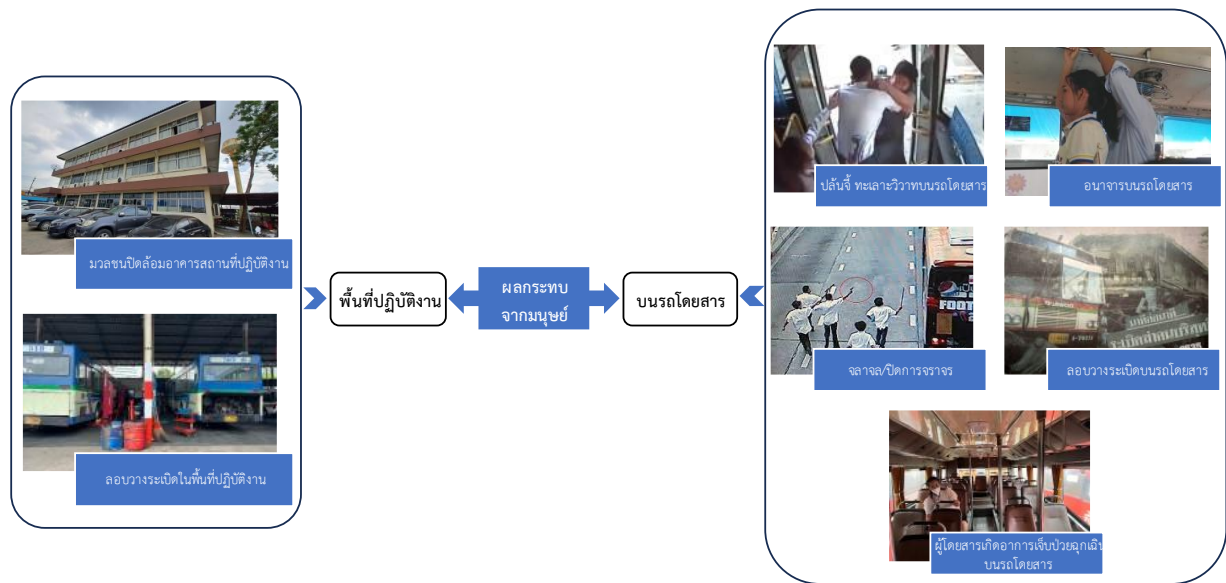 มวลชนปิดล้อมอาคารสถานที่ปฏิบัติงาน
ลอบวางระเบิดในพื้นที่ปฏิบัติงาน
พื้นที่ปฏิบัติงาน
ผลกระทบ
จากมนุษย์
บนรถโดยสาร
ปล้นจี้ ทะเลาะวิวาทบนรถโดยสาร
อนาจารบนรถโดยสาร
FOOT
จลาจล/ปิดการจราจร
ลอบวางระเบิดบนรถโดยสาร
ผู้โดยสารเกิดอาการเจ็บป่วยฉุกเฉิน
บนรถโดยสาร